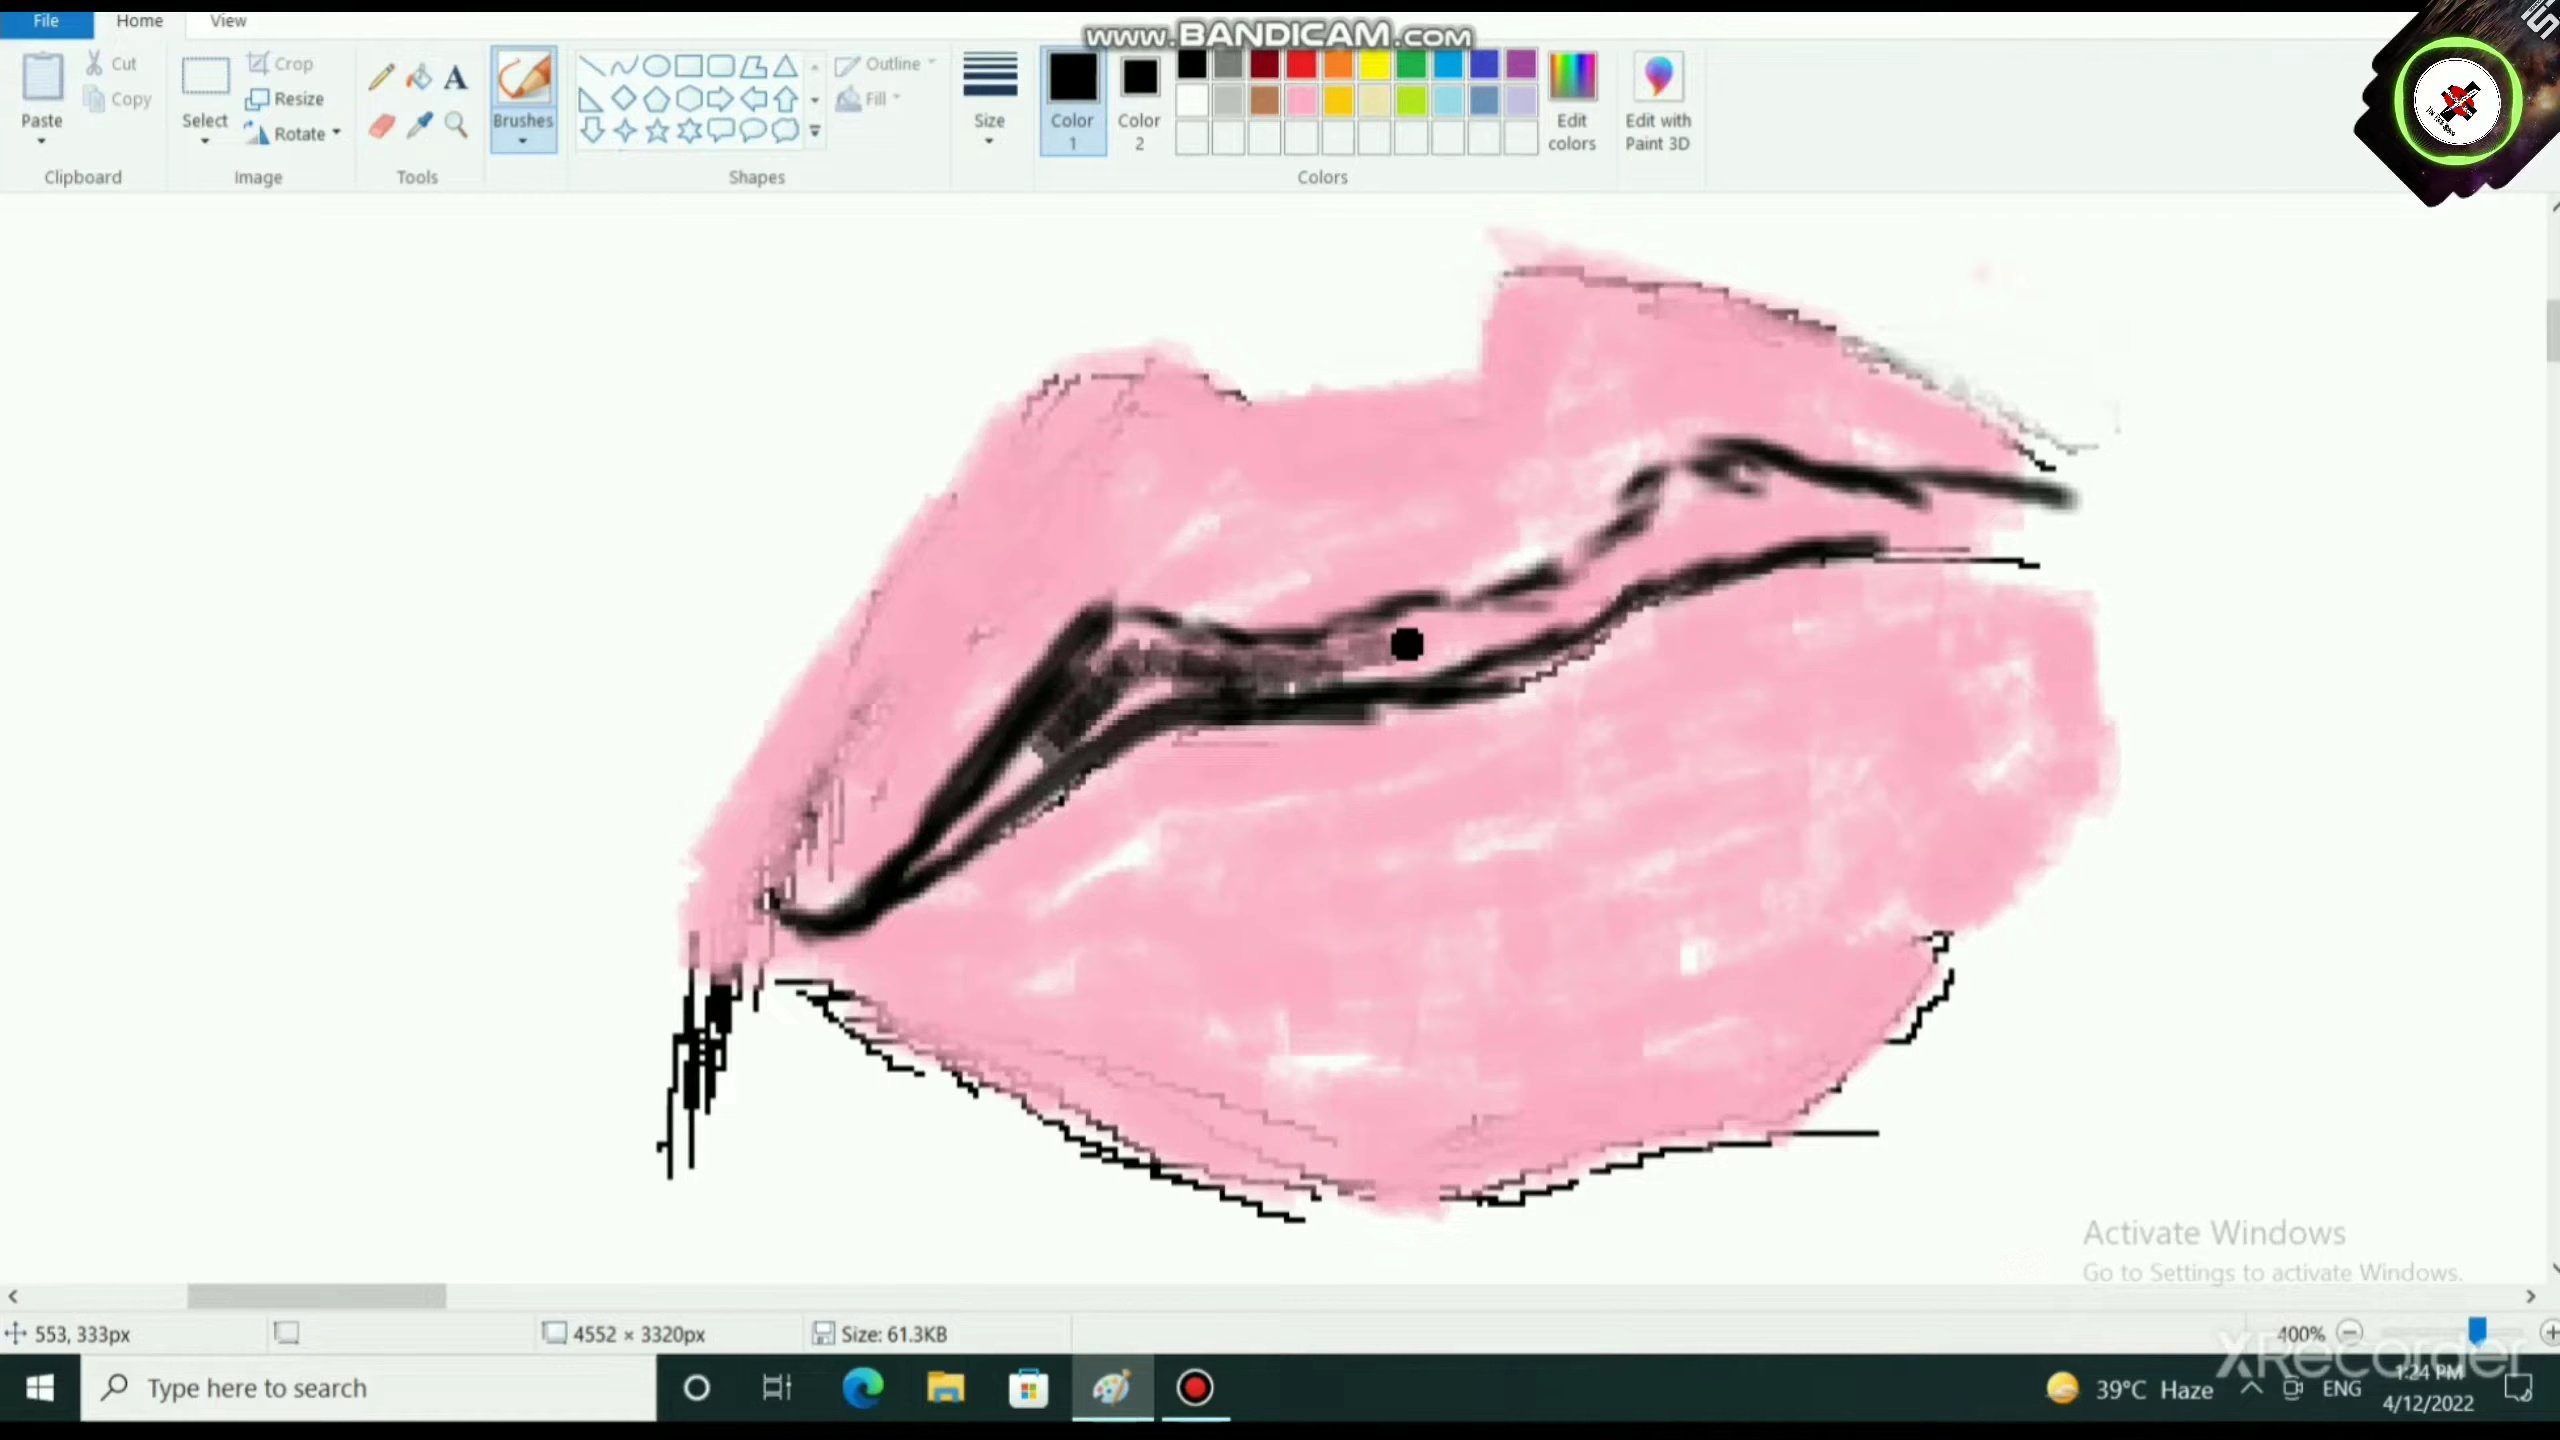 File Home View
www.BANDICAM.com
Cut
Copy
Paste
Clipboard
Crop
Resize
Rotate
Select
Image
A
Tools
Brushes
Outline
Fill
Shapes
Size
Color 1
Color 2
Edit colors
Colors
Edit with Paint 3D
Activate Windows
Go to Settings to activate Windows.
553, 333px
4552 × 3320px
Size: 61.3KB
400%
XRecorder
Type here to search
39°C Haze
ENG
1:24 PM
4/12/2022